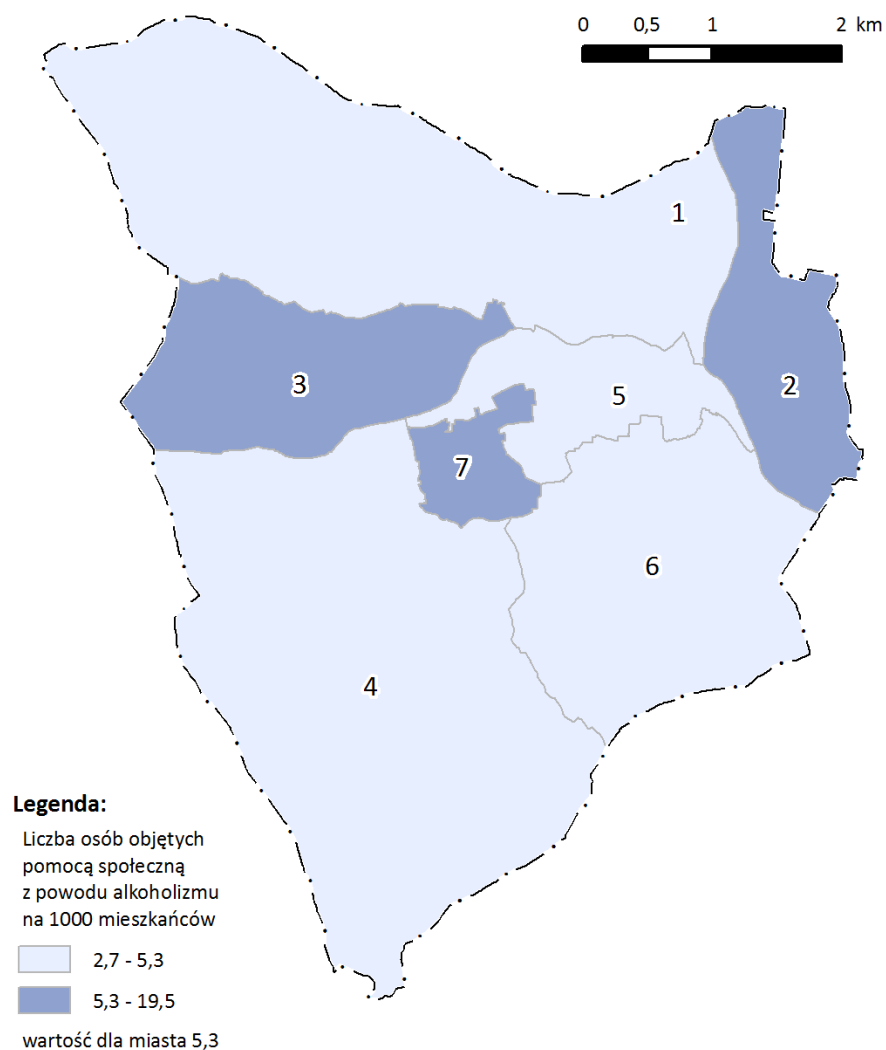 0 0,5 1 2 km
1
2
3
5
7
6
4
Legenda:
Liczba osób objętych
pomocą społeczną
z powodu alkoholizmu
na 1000 mieszkańców
2,7 - 5,3
5,3 - 19,5
wartość dla miasta 5,3